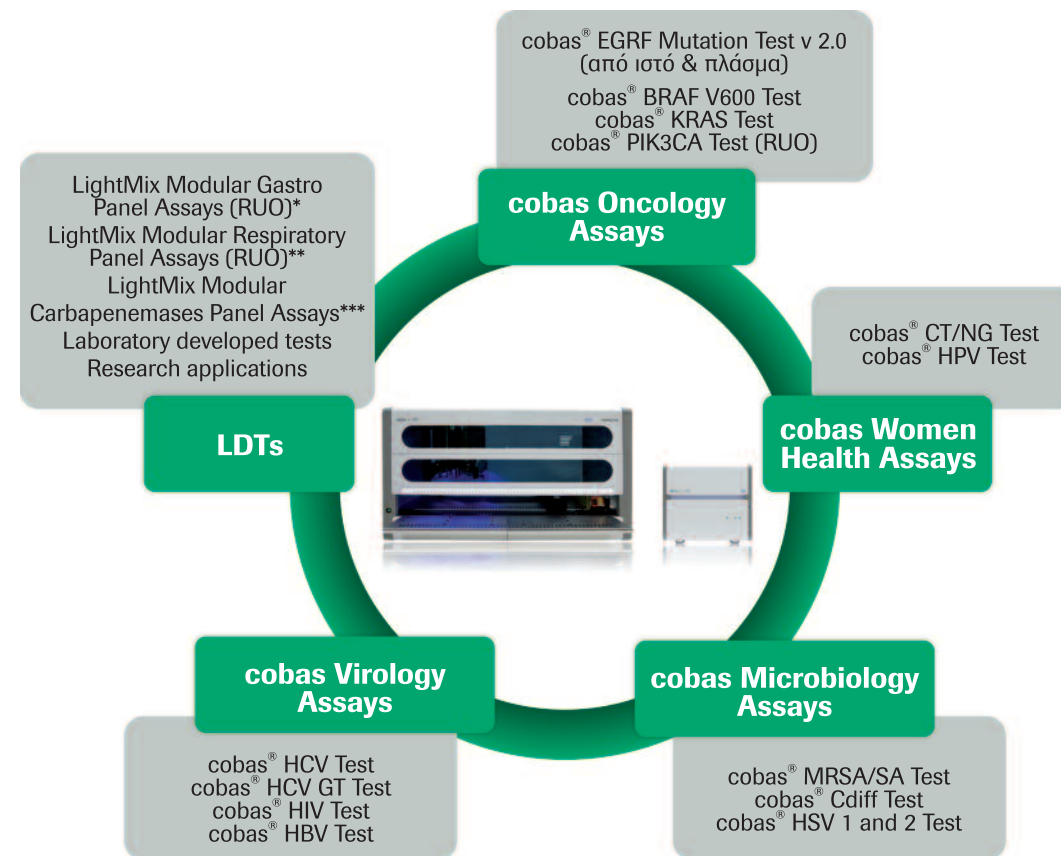 cobas® EGRF Mutation Test v 2.0
(από ιστό & πλάσμα)
cobas® BRAF V600 Test
cobas® KRAS Test
cobas® PIK3CA Test (RUO)
cobas Oncology
Assays
LightMix Modular Gastro
Panel Assays (RUO)*
LightMix Modular Respiratory
Panel Assays (RUO)**
LightMix Modular
Carbapenemases Panel Assays***
Laboratory developed tests
Research applications
LDTs
cobas® CT/NG Test
cobas® HPV Test
cobas Women
Health Assays
cobas Virology
Assays
cobas® HCV Test
cobas® HCV GT Test
cobas® HIV Test
cobas® HBV Test
cobas Microbiology
Assays
cobas® MRSA/SA Test
cobas® Cdiff Test
cobas® HSV 1 and 2 Test